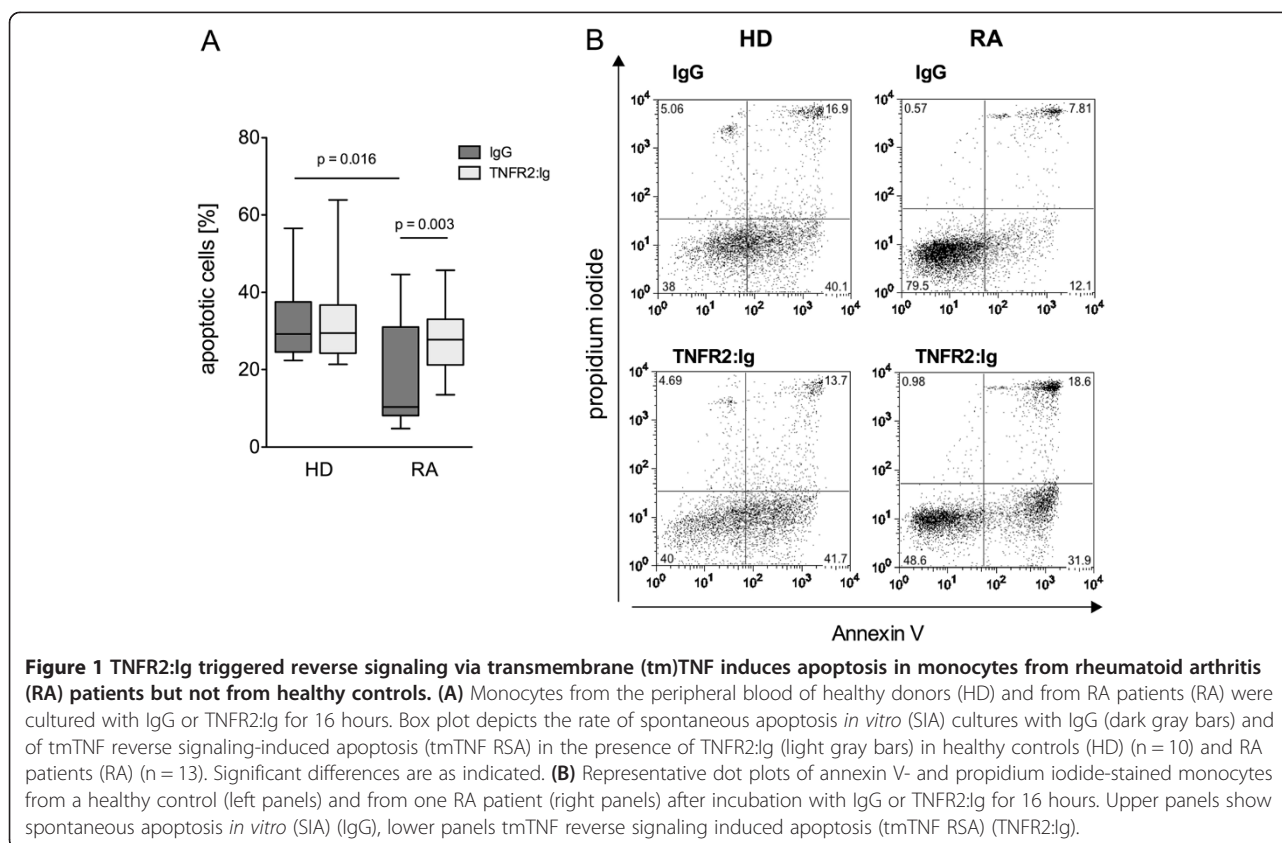 A
80
60
40
20
0
apoptotic cells [%]
p = 0.016
p = 0.003
IgG
TNFR2:Ig
HD
RA
B
HD
RA
propidium iodide
IgG
10^4
10^3
10^2
10^1
10^0
5.06
16.9
38
40.1
10^0 10^1 10^2 10^3 10^4
IgG
10^4
10^3
10^2
10^1
10^0
0.57
7.81
79.5
12.1
10^0 10^1 10^2 10^3 10^4
TNFR2:Ig
10^4
10^3
10^2
10^1
10^0
4.69
13.7
40
41.7
10^0 10^1 10^2 10^3 10^4
TNFR2:Ig
10^4
10^3
10^2
10^1
10^0
0.98
18.6
48.6
31.9
10^0 10^1 10^2 10^3 10^4
Annexin V
Figure 1 TNFR2:Ig triggered reverse signaling via transmembrane (tm)TNF induces apoptosis in monocytes from rheumatoid arthritis
(RA) patients but not from healthy controls. (A) Monocytes from the peripheral blood of healthy donors (HD) and from RA patients (RA) were
cultured with IgG or TNFR2:Ig for 16 hours. Box plot depicts the rate of spontaneous apoptosis in vitro (SIA) cultures with IgG (dark gray bars) and
of tmTNF reverse signaling-induced apoptosis (tmTNF RSA) in the presence of TNFR2:Ig (light gray bars) in healthy controls (HD) (n = 10) and RA
patients (RA) (n = 13). Significant differences are as indicated. (B) Representative dot plots of annexin V- and propidium iodide-stained monocytes
from a healthy control (left panels) and from one RA patient (right panels) after incubation with IgG or TNFR2:Ig for 16 hours. Upper panels show
spontaneous apoptosis in vitro (SIA) (IgG), lower panels tmTNF reverse signaling induced apoptosis (tmTNF RSA) (TNFR2:Ig).